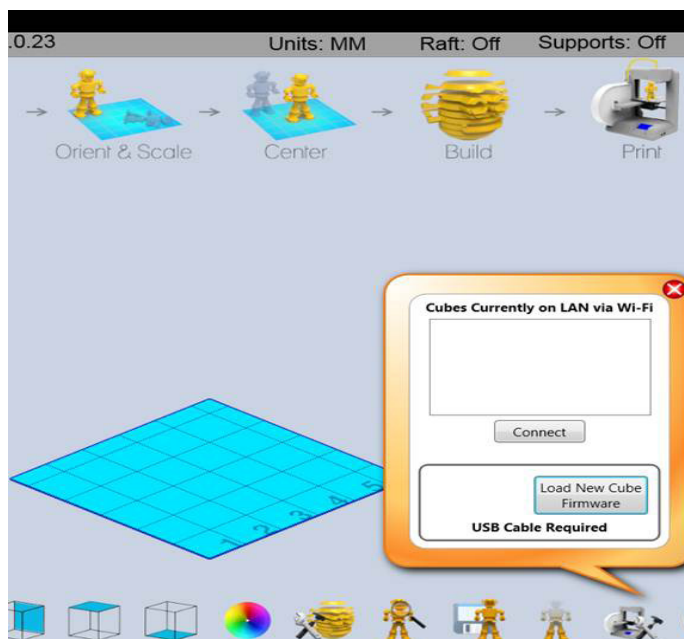 .0.23 Units: MM Raft: Off Supports: Off
Orient & Scale Center Build Print
Cubes Currently on LAN via Wi-Fi
Connect
Load New Cube
Firmware
USB Cable Required
1 2 3 4 5